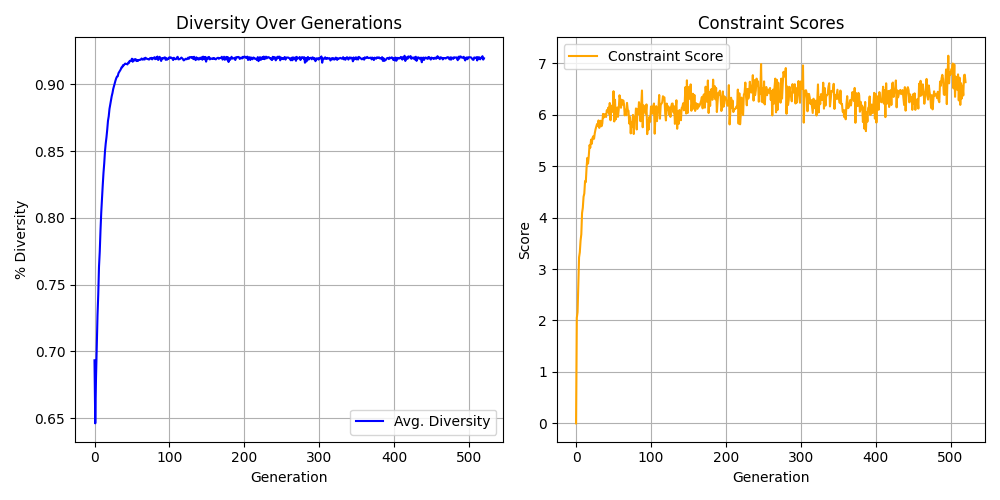 Diversity Over Generations
% Diversity
0.90
0.85
0.80
0.75
0.70
0.65
Avg. Diversity
0 100 200 300 400 500
Generation
Constraint Scores
Score
7
6
5
4
3
2
1
0
Constraint Score
0 100 200 300 400 500
Generation